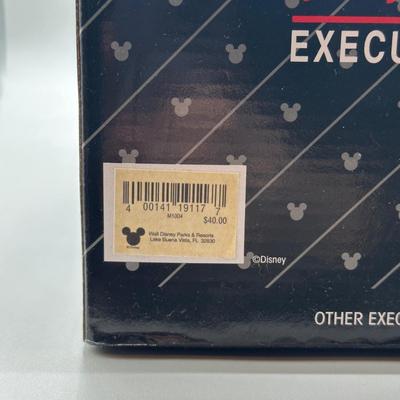 EXECU
4 00141 19117 7
M1004
$40.00
Walt Disney Parks & Resorts
Lake Buena Vista, FL 32830
©Disney
OTHER EXEC